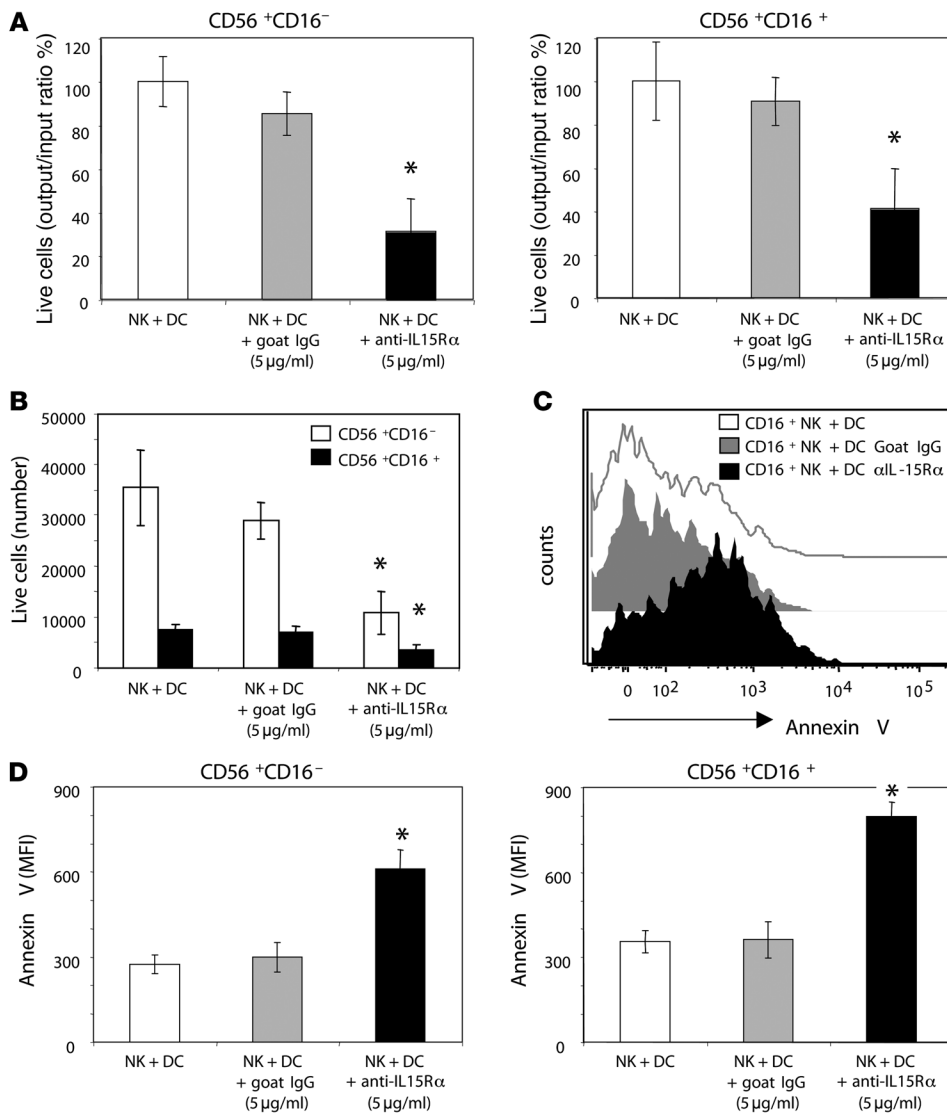 A
CD56 +CD16 –
Live cells (output/input ratio %)
120
100
80
60
40
20
0
*
NK + DC
NK + DC
+ goat IgG
(5 µg/ml)
NK + DC
+ anti-IL15Rα
(5 µg/ml)
CD56 +CD16 +
Live cells (output/input ratio %)
120
100
80
60
40
20
0
*
NK + DC
NK + DC
+ goat IgG
(5 µg/ml)
NK + DC
+ anti-IL15Rα
(5 µg/ml)
B
Live cells (number)
50000
40000
30000
20000
10000
0
CD56 +CD16 –
CD56 +CD16 +
*
*
NK + DC
NK + DC
+ goat IgG
(5 µg/ml)
NK + DC
+ anti-IL15Rα
(5 µg/ml)
C
counts
CD16 + NK + DC
CD16 + NK + DC Goat IgG
CD16 + NK + DC αIL-15Rα
0 10² 10³ 10⁴ 10⁵
Annexin V
D
CD56 +CD16 –
Annexin V (MFI)
900
600
300
0
*
NK + DC
NK + DC
+ goat IgG
(5 µg/ml)
NK + DC
+ anti-IL15Rα
(5 µg/ml)
CD56 +CD16 +
Annexin V (MFI)
900
600
300
0
*
NK + DC
NK + DC
+ goat IgG
(5 µg/ml)
NK + DC
+ anti-IL15Rα
(5 µg/ml)